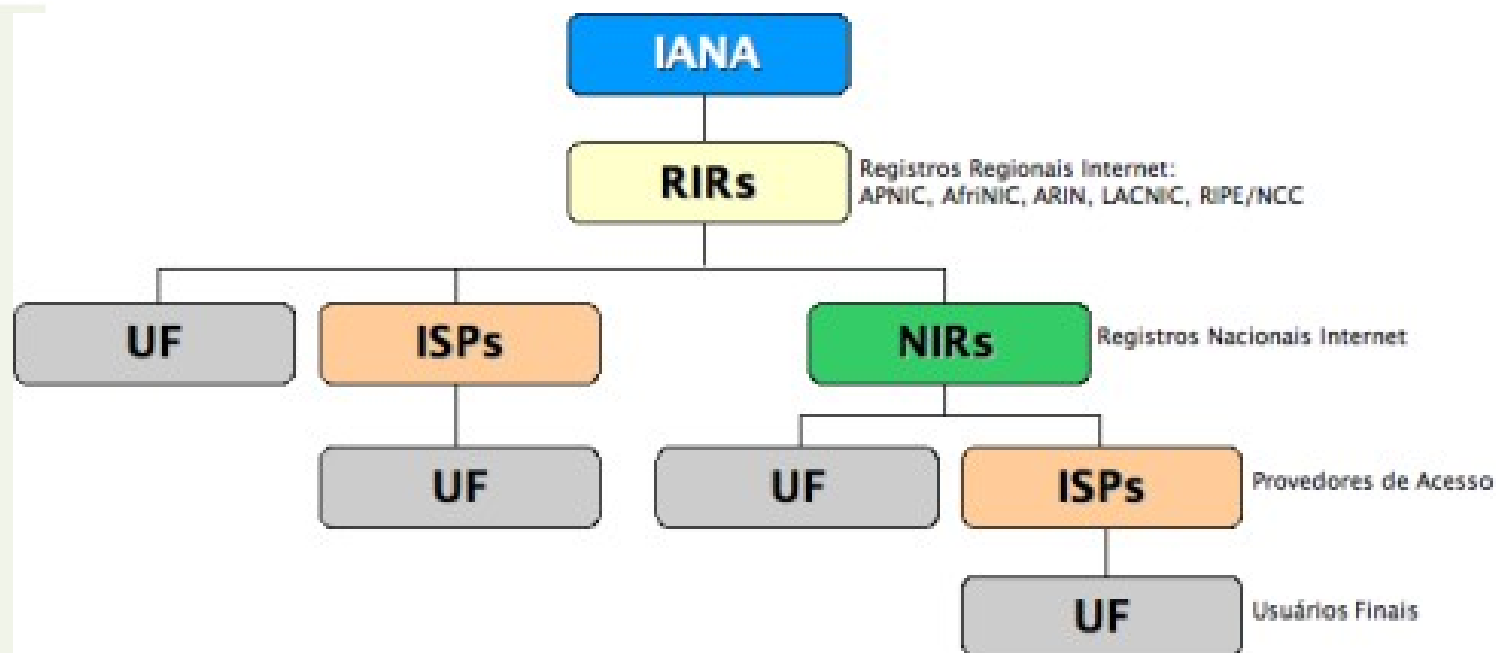 IANA
RIRs
Registros Regionais Internet:
APNIC, AfriNIC, ARIN, LACNIC, RIPE/NCC
UF
ISPs
NIRs
Registros Nacionais Internet
UF
UF
ISPs
Provedores de Acesso
UF
Usuários Finais